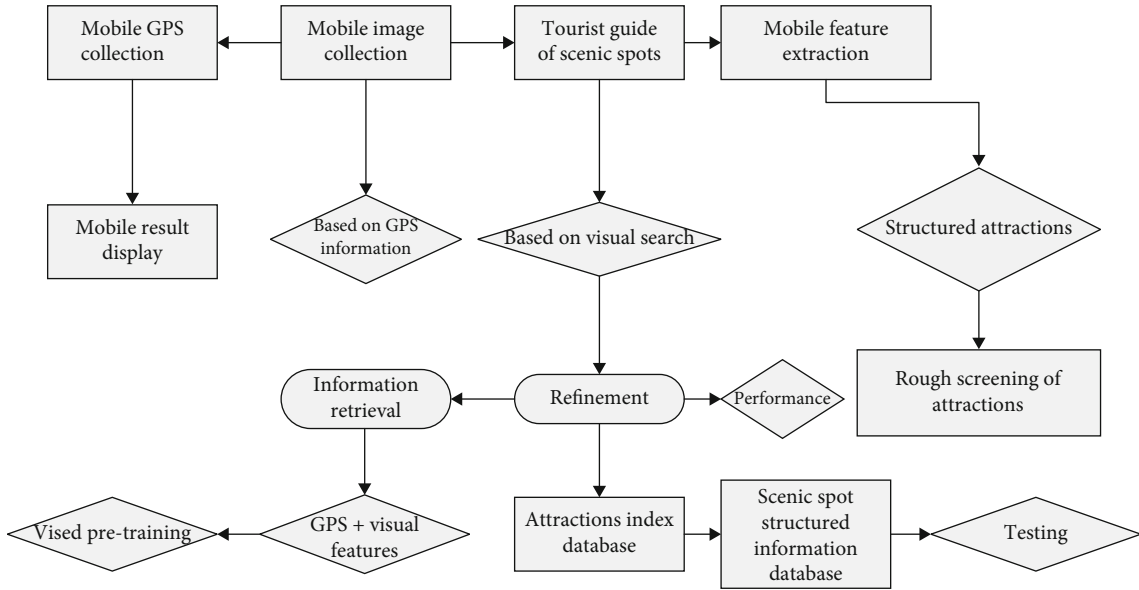 Mobile GPS
collection
Mobile image
collection
Tourist guide
of scenic spots
Mobile feature
extraction
Mobile result
display
Based on GPS
information
Based on visual search
Structured attractions
Information
retrieval
Refinement
Performance
Rough screening of
attractions
Vised pre-training
GPS + visual
features
Attractions index
database
Scenic spot
structured
information
database
Testing